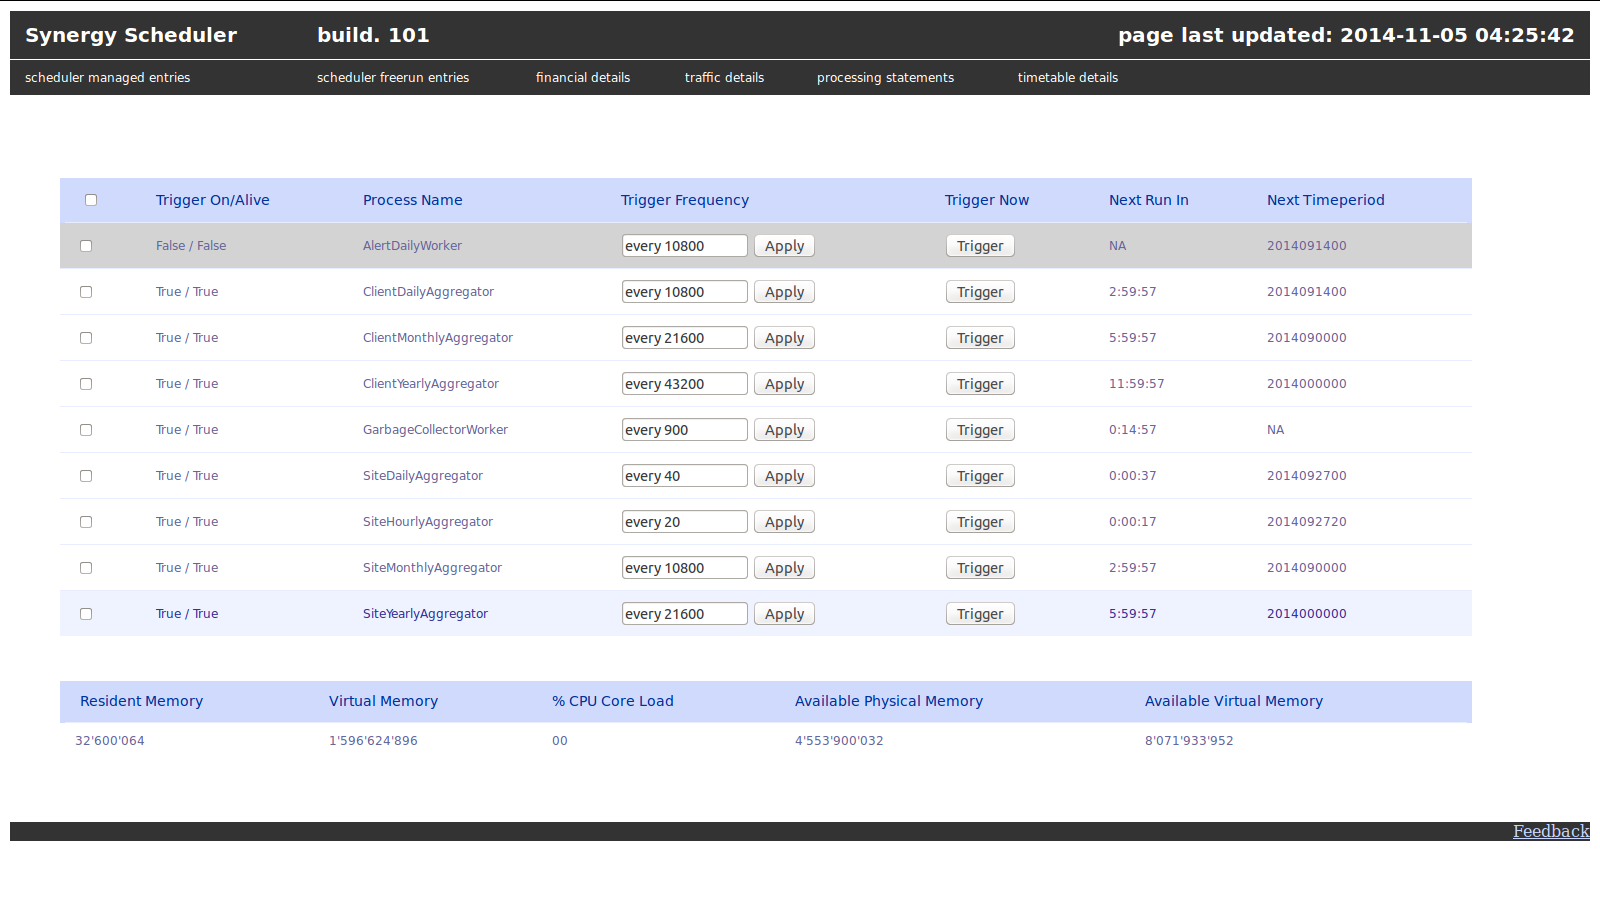 Synergy Scheduler build. 101 page last updated: 2014-11-05 04:25:42
scheduler managed entries scheduler freerun entries financial details traffic details processing statements timetable details
Trigger On/Alive Process Name Trigger Frequency Trigger Now Next Run In Next Timeperiod
False / False AlertDailyWorker every 10800 Apply Trigger NA 2014091400
True / True ClientDailyAggregator every 10800 Apply Trigger 2:59:57 2014091400
True / True ClientMonthlyAggregator every 21600 Apply Trigger 5:59:57 2014090000
True / True ClientYearlyAggregator every 43200 Apply Trigger 11:59:57 2014000000
True / True GarbageCollectorWorker every 900 Apply Trigger 0:14:57 NA
True / True SiteDailyAggregator every 40 Apply Trigger 0:00:37 2014092700
True / True SiteHourlyAggregator every 20 Apply Trigger 0:00:17 2014092720
True / True SiteMonthlyAggregator every 10800 Apply Trigger 2:59:57 2014090000
True / True SiteYearlyAggregator every 21600 Apply Trigger 5:59:57 2014000000
Resident Memory Virtual Memory % CPU Core Load Available Physical Memory Available Virtual Memory
32'600'064 1'596'624'896 00 4'553'900'032 8'071'933'952
Feedback